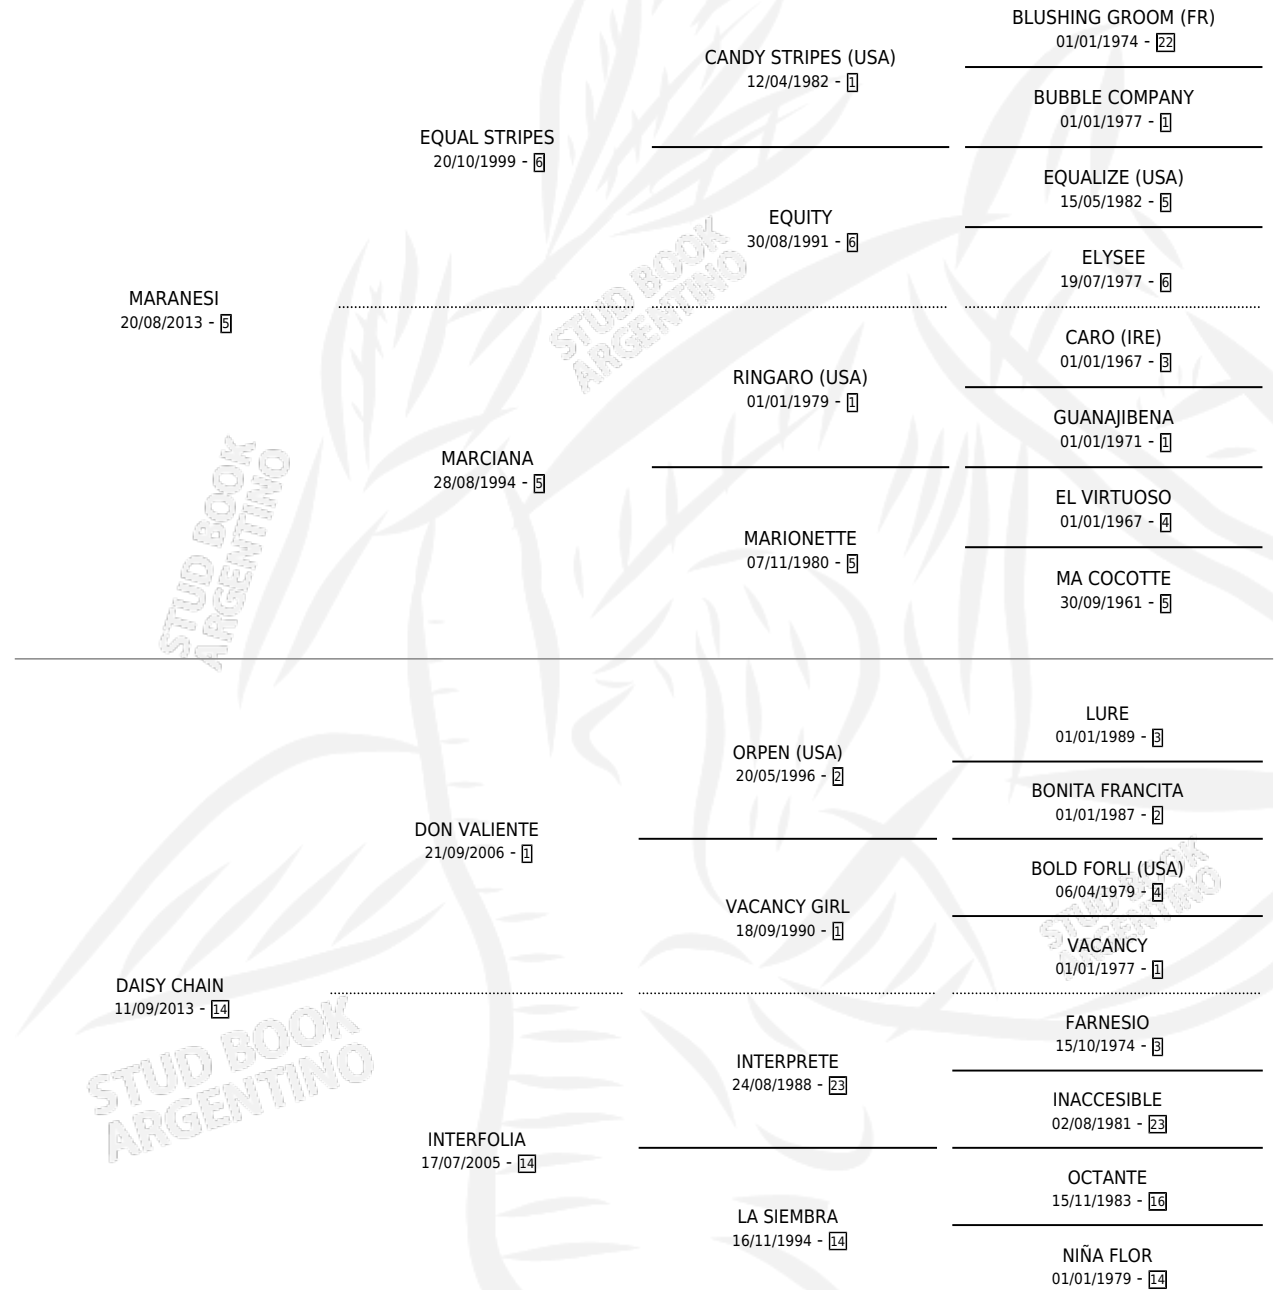 BLUSHING GROOM (FR)
01/01/1974 - 22
CANDY STRIPES (USA)
12/04/1982 - 1
BUBBLE COMPANY
01/01/1977 - 1
EQUAL STRIPES
20/10/1999 - 6
EQUALIZE (USA)
15/05/1982 - 5
EQUITY
30/08/1991 - 6
ELYSEE
19/07/1977 - 6
MARANESI
20/08/2013 - 5
CARO (IRE)
01/01/1967 - 3
RINGARO (USA)
01/01/1979 - 1
GUANAJIBENA
01/01/1971 - 1
MARCIANA
28/08/1994 - 5
EL VIRTUOSO
01/01/1967 - 4
MARIONETTE
07/11/1980 - 5
MA COCOTTE
30/09/1961 - 5
LURE
01/01/1989 - 3
ORPEN (USA)
20/05/1996 - 2
BONITA FRANCITA
01/01/1987 - 2
DON VALIENTE
21/09/2006 - 1
BOLD FORLI (USA)
06/04/1979 - 4
VACANCY GIRL
18/09/1990 - 1
VACANCY
01/01/1977 - 1
DAISY CHAIN
11/09/2013 - 14
FARNESIO
15/10/1974 - 3
INTERPRETE
24/08/1988 - 23
INACCESIBLE
02/08/1981 - 23
INTERFOLIA
17/07/2005 - 14
OCTANTE
15/11/1983 - 16
LA SIEMBRA
16/11/1994 - 14
NIÑA FLOR
01/01/1979 - 14
STUD BOOK
ARGENTINO
STUD BOOK
ARGENTINO
STUD BOOK
ARGENTINO
STUD BOOK
ARGENTINO